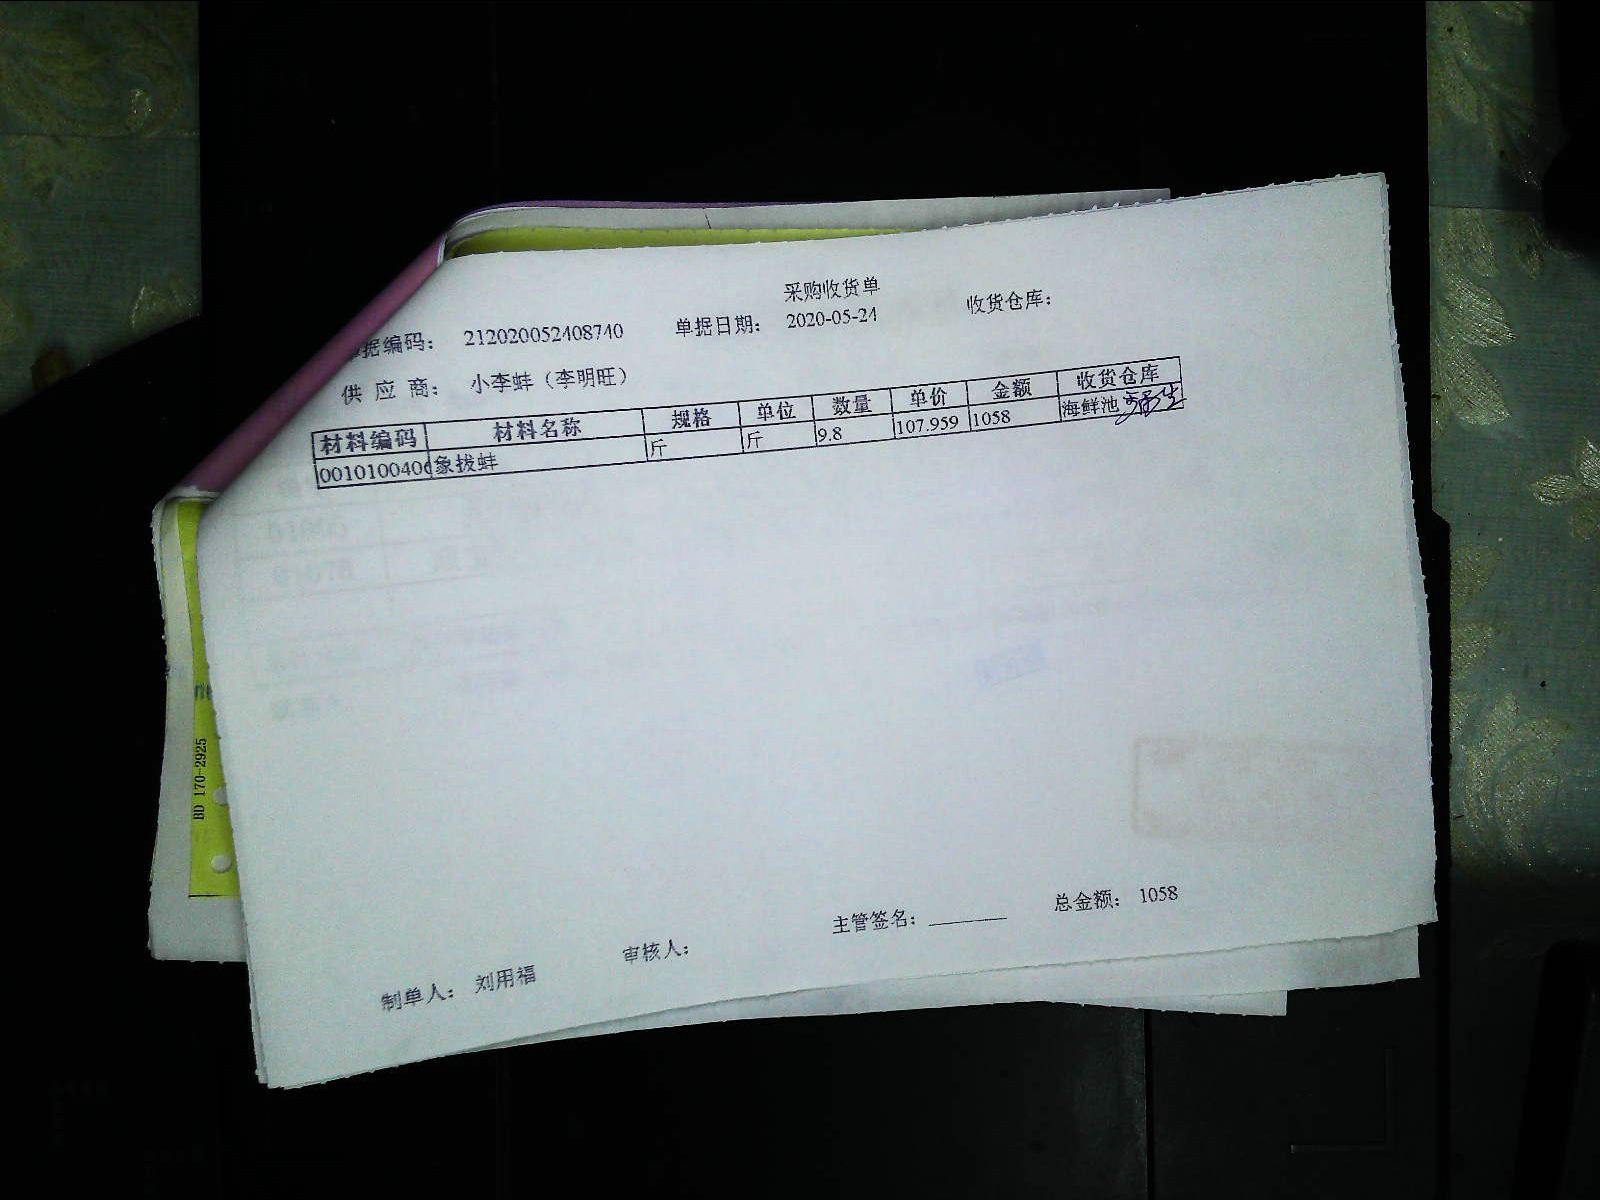 采购收货单
单据编码： 212020052408740 单据日期： 2020-05-24 收货仓库：
供 应 商： 小李蚌（李明旺）
材料编码 材料名称 规格 单位 数量 单价 金额 收货仓库
0010100406 象拔蚌 斤 斤 9.8 107.959 1058 海鲜池
制单人： 刘用福 审核人： 主管签名： 总金额： 1058
BD 170-2925